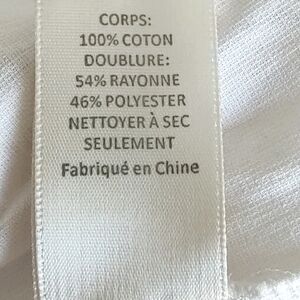 CORPS:
100% COTON
DOUBLURE:
54% RAYONNE
46% POLYESTER
NETTOYER À SEC
SEULEMENT
Fabriqué en Chine